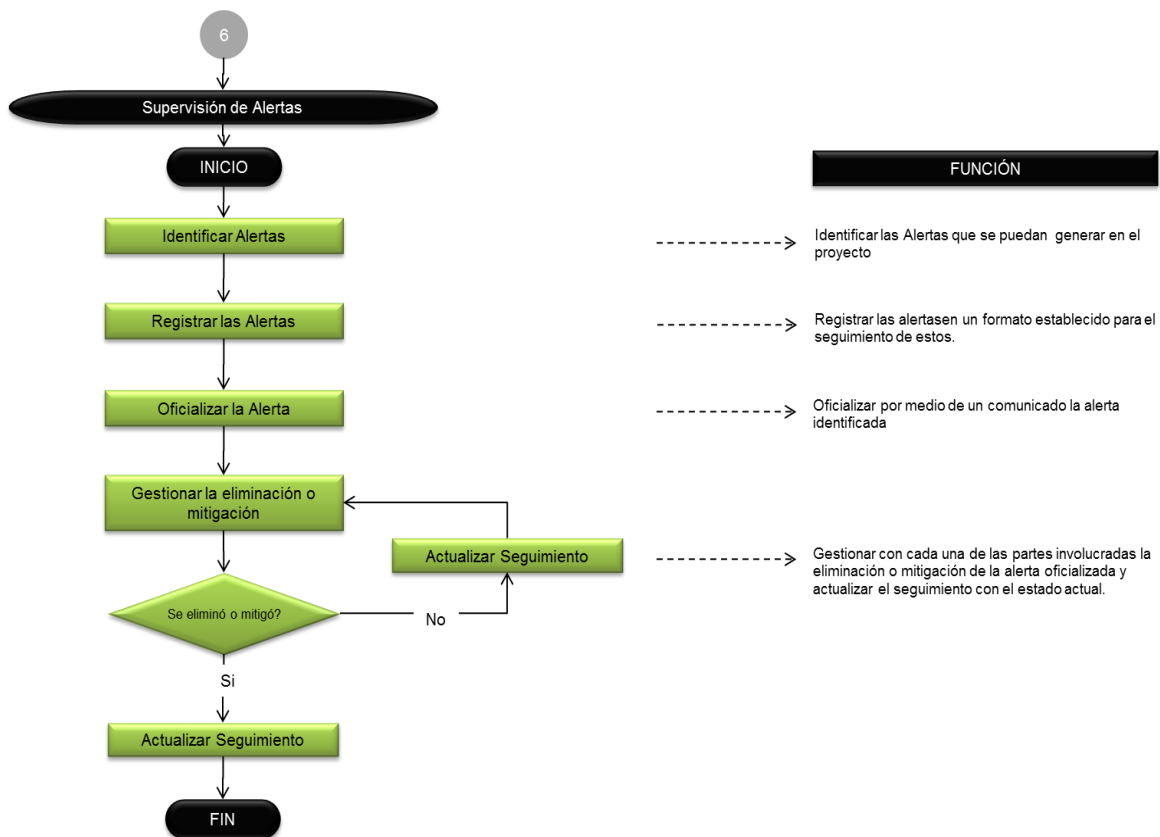 6
Supervisión de Alertas
INICIO
FUNCIÓN
Identificar Alertas
Identificar las Alertas que se puedan generar en el
proyecto
Registrar las Alertas
Registrar las alertasen un formato establecido para el
seguimiento de estos.
Oficializar la Alerta
Oficializar por medio de un comunicado la alerta
identificada
Gestionar la eliminación o
mitigación
Actualizar Seguimiento
Gestionar con cada una de las partes involucradas la
eliminación o mitigación de la alerta oficializada y
actualizar el seguimiento con el estado actual.
Se eliminó o mitigó?
No
Si
Actualizar Seguimiento
FIN